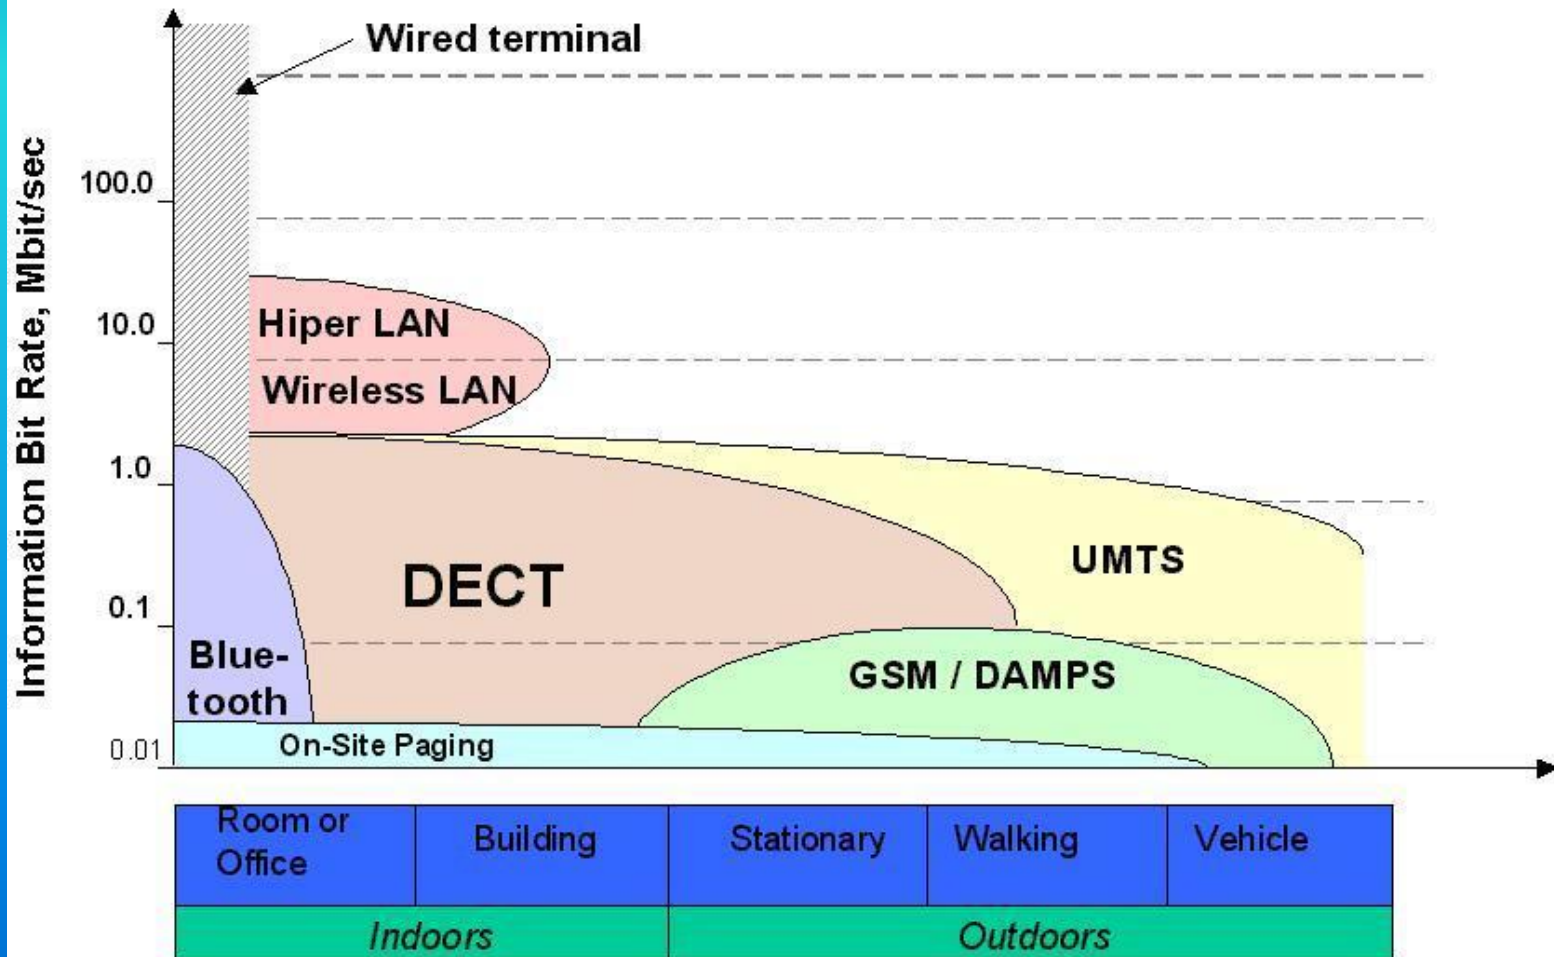 Wired terminal
Information Bit Rate, Mbit/sec
100.0
10.0
1.0
0.1
0.01
Hiper LAN
Wireless LAN
DECT
UMTS
Blue-
tooth
GSM / DAMPS
On-Site Paging
Room or
Office
Building
Stationary
Walking
Vehicle
Indoors
Outdoors